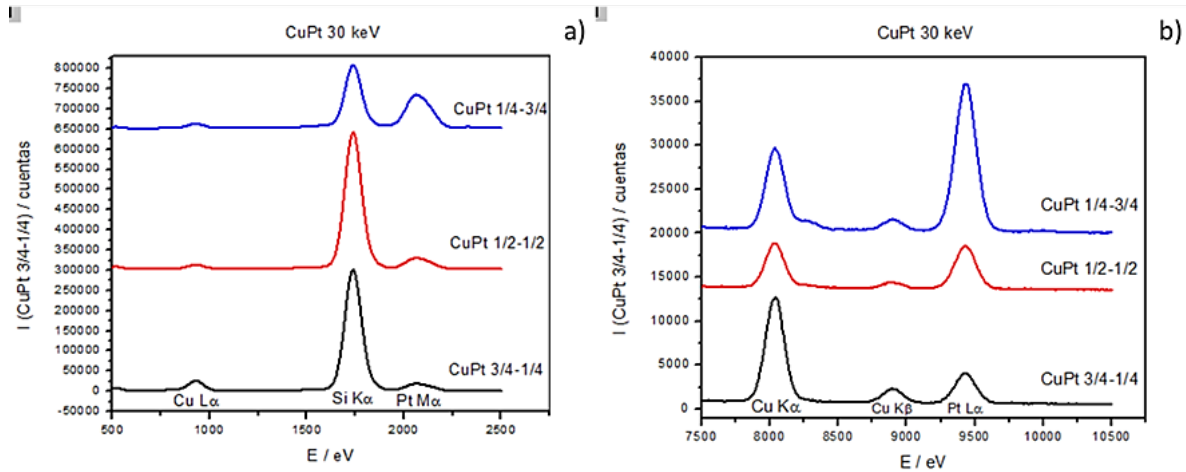 CuPt 30 keV
a)
800000
750000
700000
650000
600000
550000
500000
450000
400000
350000
300000
250000
200000
150000
100000
50000
0
-50000
I (CuPt 3/4-1/4) / cuentas
CuPt 1/4-3/4
CuPt 1/2-1/2
CuPt 3/4-1/4
Cu Lα
Si Kα
Pt Mα
500
1000
1500
2000
2500
E / eV
CuPt 30 keV
b)
40000
35000
30000
25000
20000
15000
10000
5000
0
I (CuPt 3/4-1/4) / cuentas
CuPt 1/4-3/4
CuPt 1/2-1/2
CuPt 3/4-1/4
Cu Kα
Cu Kβ
Pt Lα
7500
8000
8500
9000
9500
10000
10500
E / eV